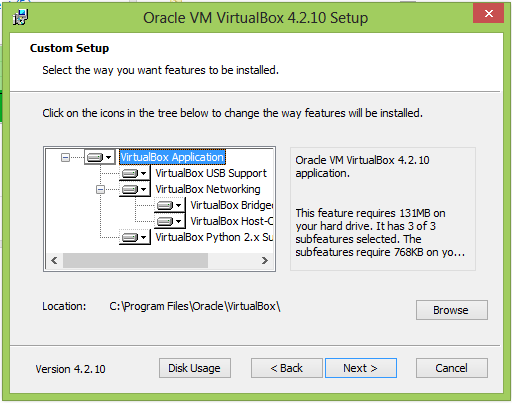 Oracle VM VirtualBox 4.2.10 Setup
Custom Setup
Select the way you want features to be installed.
Click on the icons in the tree below to change the way features will be installed.
VirtualBox Application
VirtualBox USB Support
VirtualBox Networking
VirtualBox Bridge
VirtualBox Host-C
VirtualBox Python 2.x Su
Oracle VM VirtualBox 4.2.10
application.
This feature requires 131MB on
your hard drive. It has 3 of 3
subfeatures selected. The
subfeatures require 768KB on yo...
Location: C:\Program Files\Oracle\VirtualBox\
Browse
Version 4.2.10 Disk Usage < Back Next > Cancel